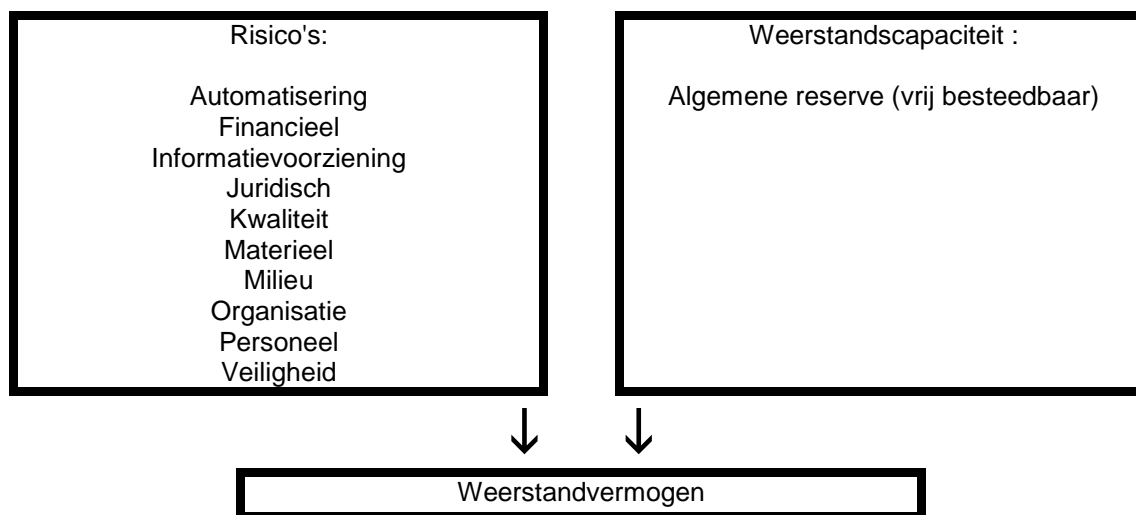 Risico's:
Automatisering
Financieel
Informatievoorziening
Juridisch
Kwaliteit
Materieel
Milieu
Organisatie
Personeel
Veiligheid
Weerstandscapaciteit :
Algemene reserve (vrij besteedbaar)
Weerstandvermogen